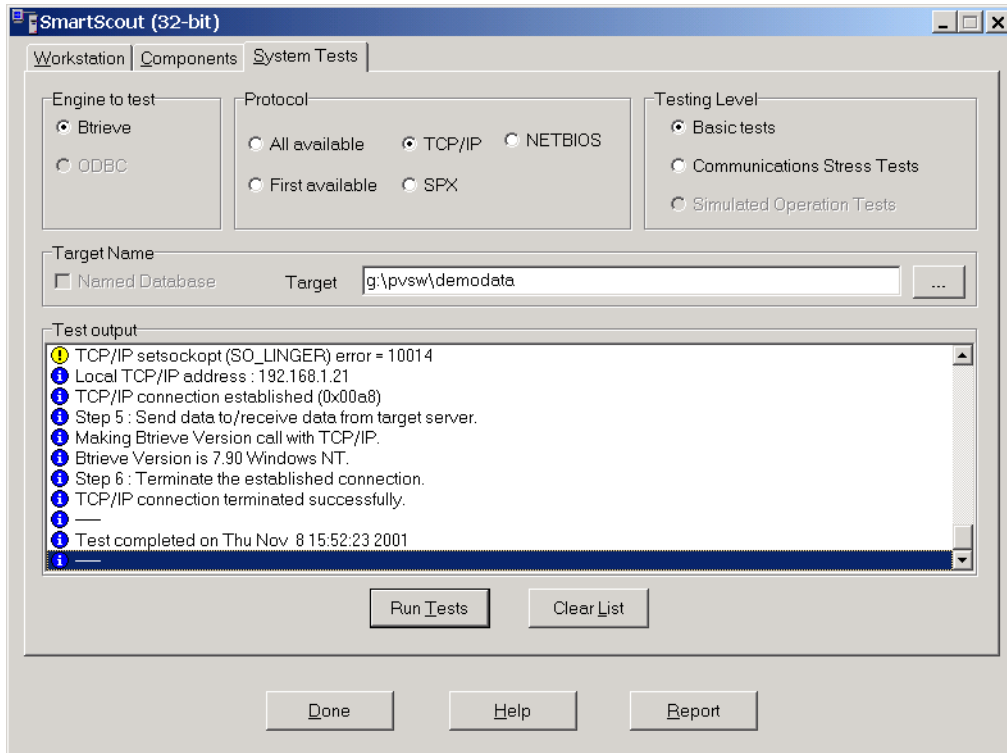 SmartScout (32-bit)
Workstation Components System Tests
Engine to test
Btrieve
ODBC
Protocol
All available TCP/IP NETBIOS
First available SPX
Testing Level
Basic tests
Communications Stress Tests
Simulated Operation Tests
Target Name
Named Database Target g:\pvsw\demodata ...
Test output
TCP/IP setsockopt (SO_LINGER) error = 10014
Local TCP/IP address : 192.168.1.21
TCP/IP connection established (0x00a8)
Step 5 : Send data to/receive data from target server.
Making Btrieve Version call with TCP/IP.
Btrieve Version is 7.90 Windows NT.
Step 6 : Terminate the established connection.
TCP/IP connection terminated successfully.
-----
Test completed on Thu Nov 8 15:52:23 2001
-----
Run Tests Clear List
Done Help Report